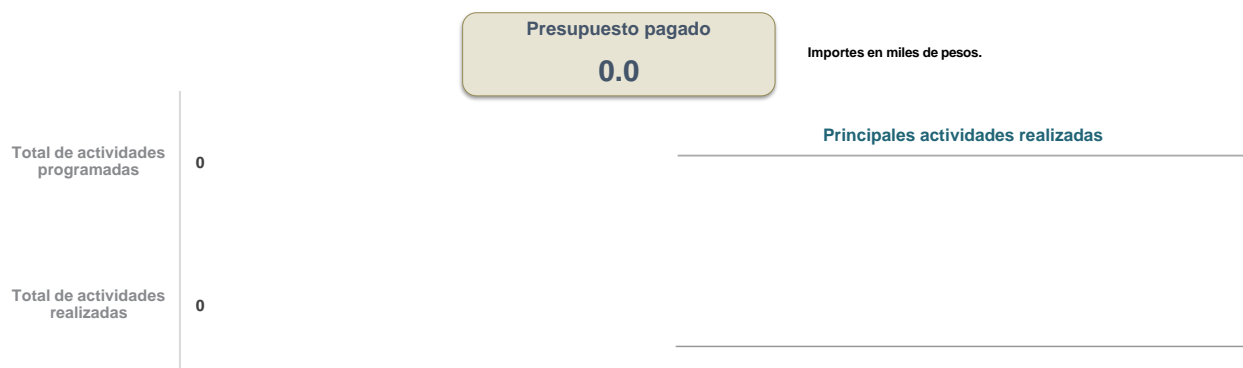 Presupuesto pagado
0.0
Importes en miles de pesos.
Principales actividades realizadas
Total de actividades
programadas
0
Total de actividades
realizadas
0